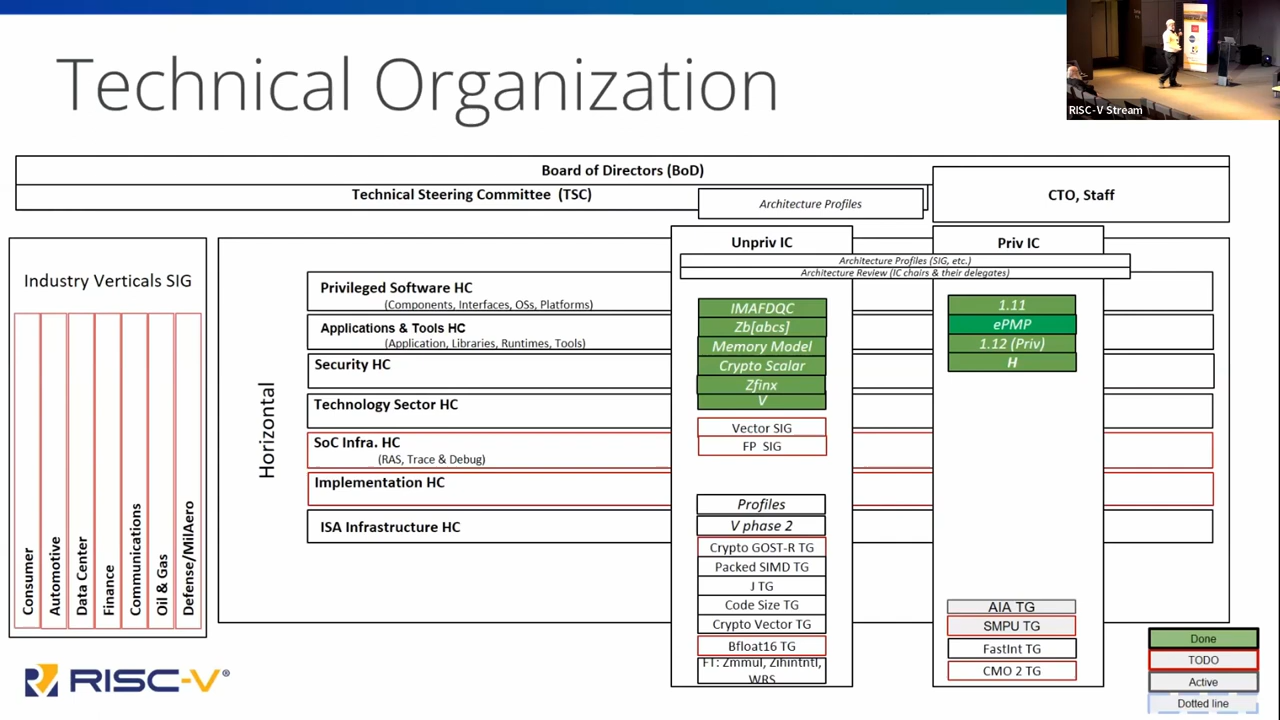 RISC-V Stream
Technical Organization
Board of Directors (BoD)
Technical Steering Committee (TSC)
Architecture Profiles
CTO, Staff
Industry Verticals SIG
Consumer
Automotive
Data Center
Finance
Communications
Oil & Gas
Defense/MilAero
Horizontal
Privileged Software HC
(Components, Interfaces, OSs, Platforms)
Applications & Tools HC
(Application, Libraries, Runtimes, Tools)
Security HC
Technology Sector HC
SoC Infra. HC
(RAS, Trace & Debug)
Implementation HC
ISA Infrastructure HC
Unpriv IC
Priv IC
Architecture Profiles (SIG, etc.)
Architecture Review (IC chairs & their delegates)
IMAFDQC
Zb[abcs]
Memory Model
Crypto Scalar
Zfinx
V
Vector SIG
FP SIG
Profiles
V phase 2
Crypto GOST-R TG
Packed SIMD TG
J TG
Code Size TG
Crypto Vector TG
Bfloat16 TG
FT: Zmmul, Zihintntl,
WRS
1.11
ePMP
1.12 (Priv)
H
AIA TG
SMPU TG
FastInt TG
CMO 2 TG
Done
TODO
Active
Dotted line
RISC-V®